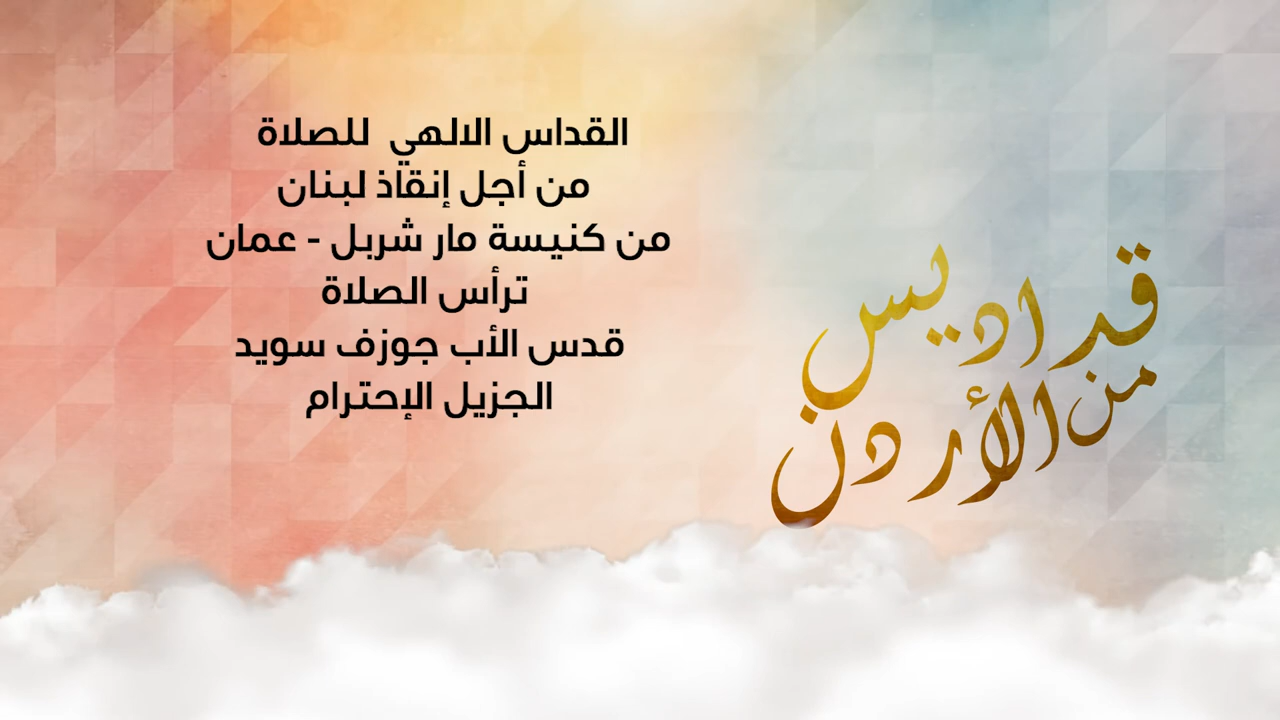 القداس الالهي للصلاة
من أجل إنقاذ لبنان
من كنيسة مار شربل - عمان
ترأس الصلاة
قدس الأب جوزف سويد
الجزيل الإحترام
قداديس
من الأردن